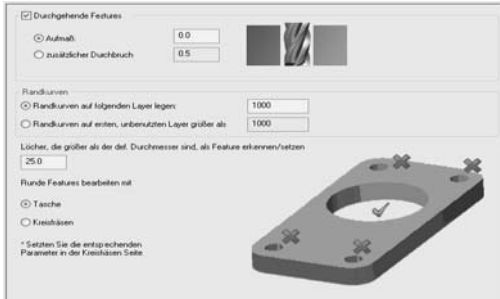 Durchgehende Features
Aufmaß: 0.0
zusätzlicher Durchbruch 0.5
Randkurven
Randkurven auf folgenden Layer legen: 1000
Randkurven auf ersten, unbenutzten Layer größer als 1000
Löcher, die größer als der def. Durchmesser sind, als Feature erkennen/setzen
25.0
Runde Features bearbeiten mit
Tasche
Kreisfräsen
* Setzten Sie die entsprechenden
Parameter in der Kreisfräsen Seite